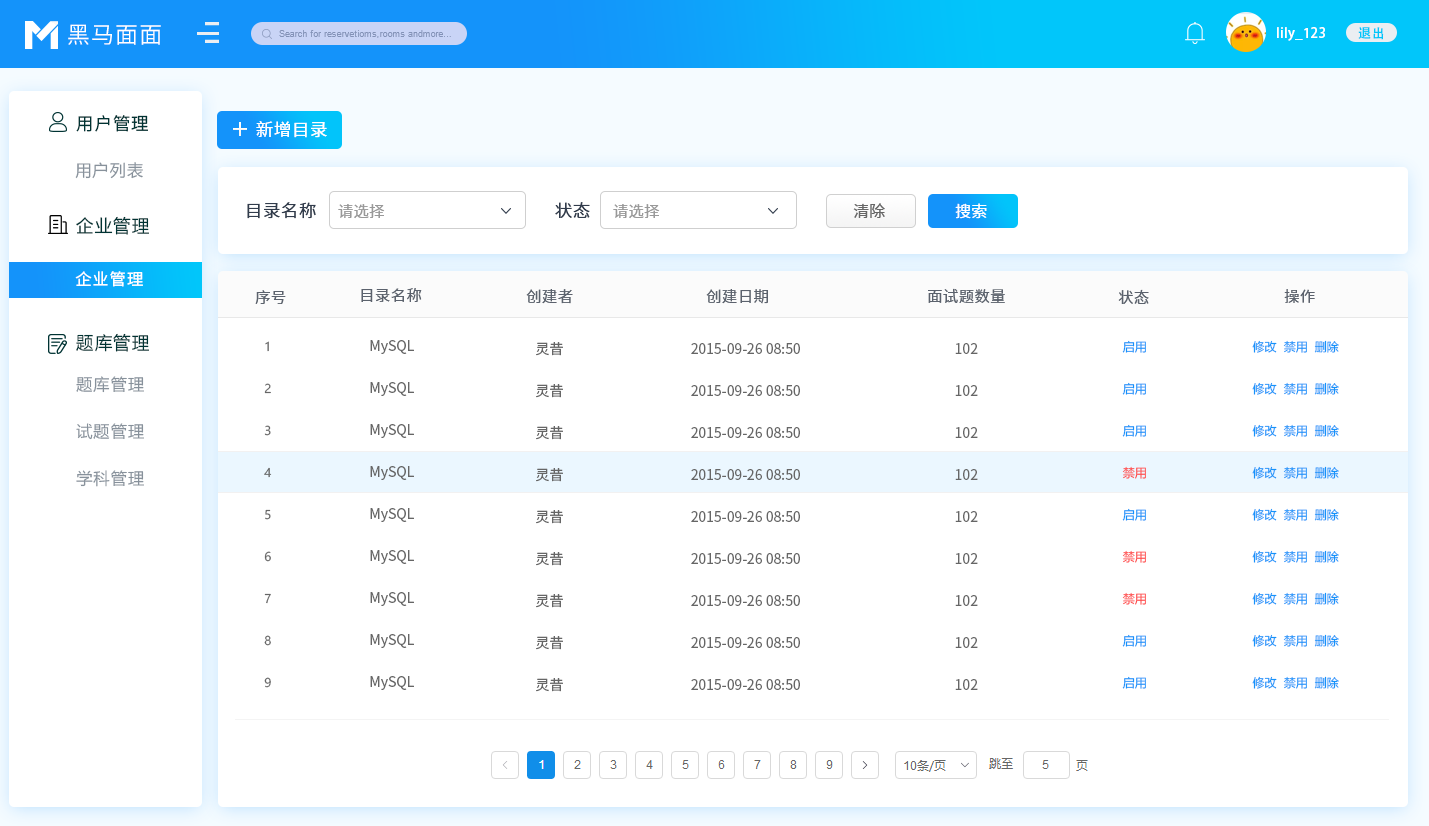 黑马面面
Search for reservetioms,rooms andmore...
lily_123
退出
用户管理
用户列表
企业管理
企业管理
题库管理
题库管理
试题管理
学科管理
新增目录
目录名称 请选择 状态 请选择 清除 搜索
序号 目录名称 创建者 创建日期 面试题数量 状态 操作
1 MySQL 灵昔 2015-09-26 08:50 102 启用 修改 禁用 删除
2 MySQL 灵昔 2015-09-26 08:50 102 启用 修改 禁用 删除
3 MySQL 灵昔 2015-09-26 08:50 102 启用 修改 禁用 删除
4 MySQL 灵昔 2015-09-26 08:50 102 禁用 修改 禁用 删除
5 MySQL 灵昔 2015-09-26 08:50 102 启用 修改 禁用 删除
6 MySQL 灵昔 2015-09-26 08:50 102 禁用 修改 禁用 删除
7 MySQL 灵昔 2015-09-26 08:50 102 禁用 修改 禁用 删除
8 MySQL 灵昔 2015-09-26 08:50 102 启用 修改 禁用 删除
9 MySQL 灵昔 2015-09-26 08:50 102 启用 修改 禁用 删除
1 2 3 4 5 6 7 8 9 10条/页 跳至 5 页